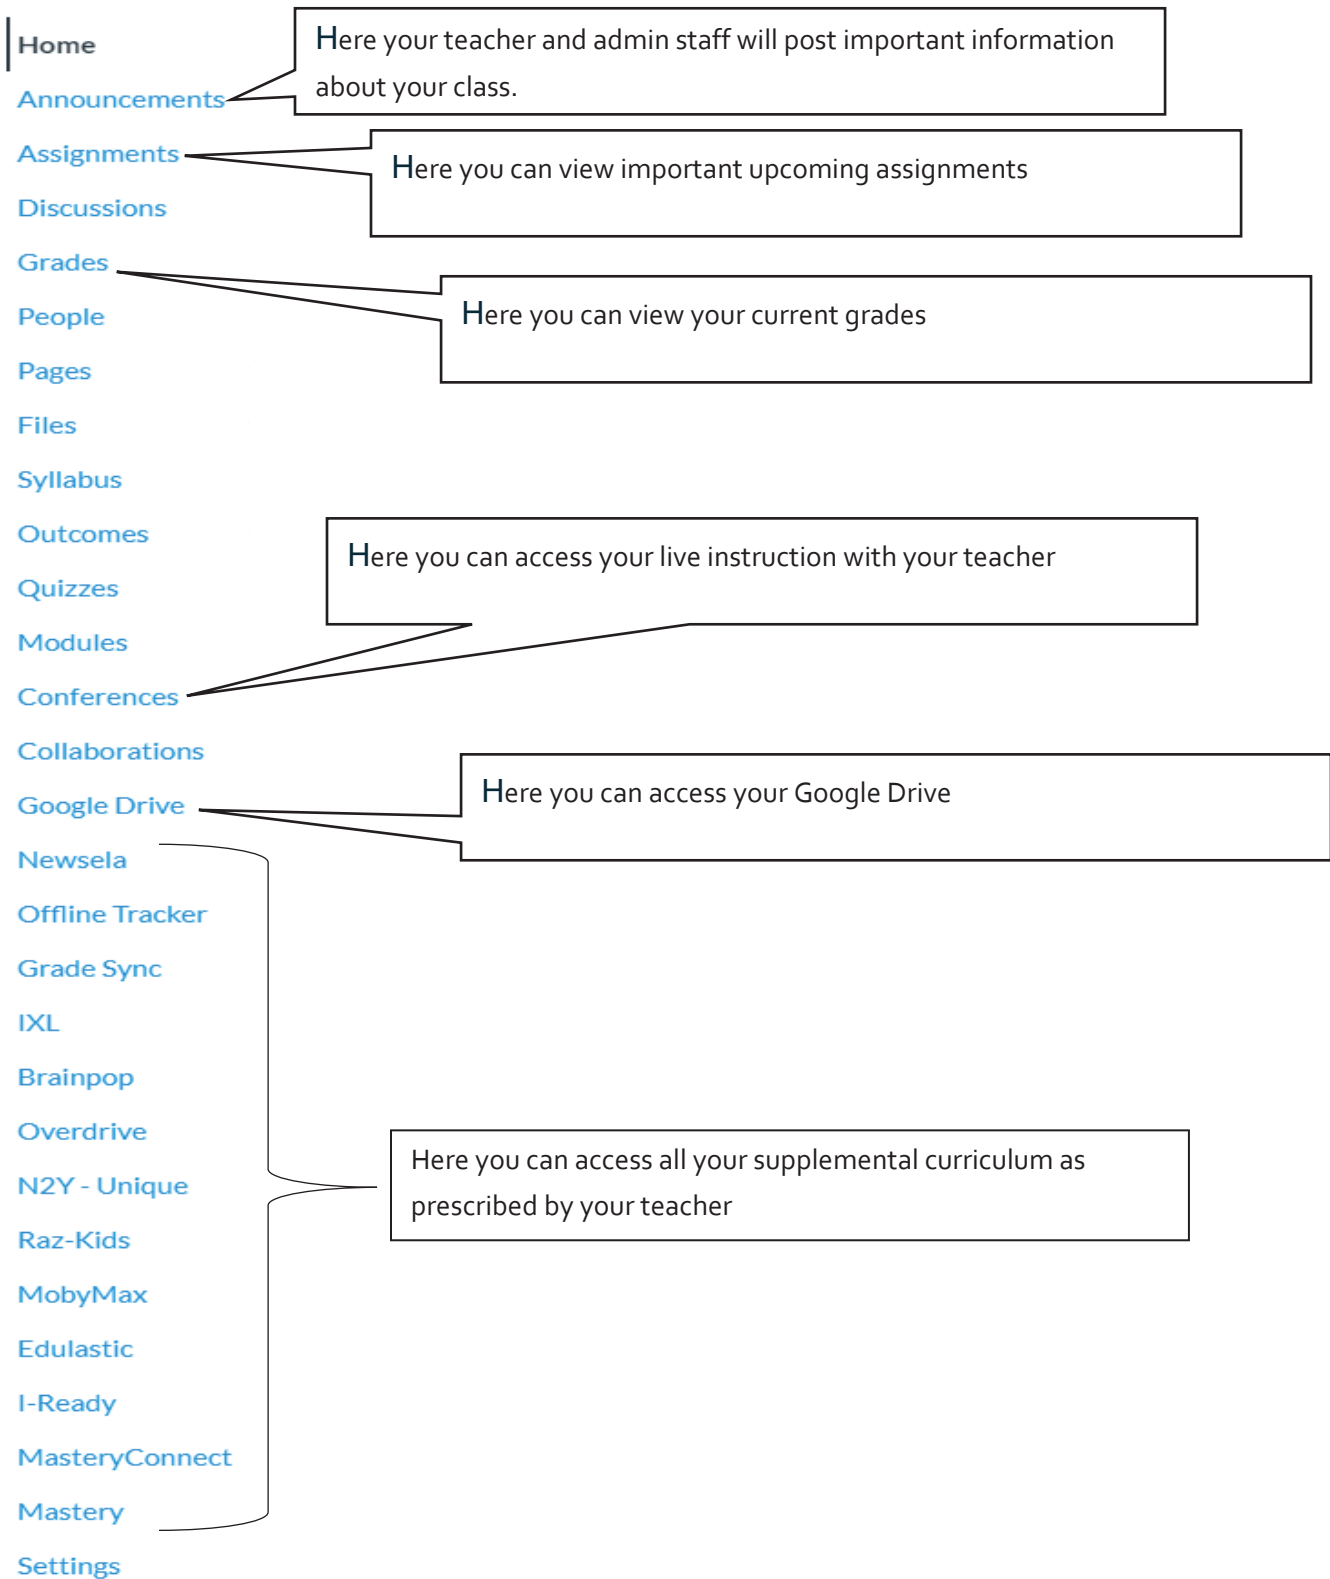 Home
Here your teacher and admin staff will post important information
about your class.
Announcements
Assignments
Here you can view important upcoming assignments
Discussions
Grades
Here you can view your current grades
People
Pages
Files
Syllabus
Outcomes
Here you can access your live instruction with your teacher
Quizzes
Modules
Conferences
Collaborations
Here you can access your Google Drive
Google Drive
Newsela
Offline Tracker
Grade Sync
IXL
Brainpop
Overdrive
Here you can access all your supplemental curriculum as
prescribed by your teacher
N2Y - Unique
Raz-Kids
MobyMax
Edulastic
I-Ready
MasteryConnect
Mastery
Settings